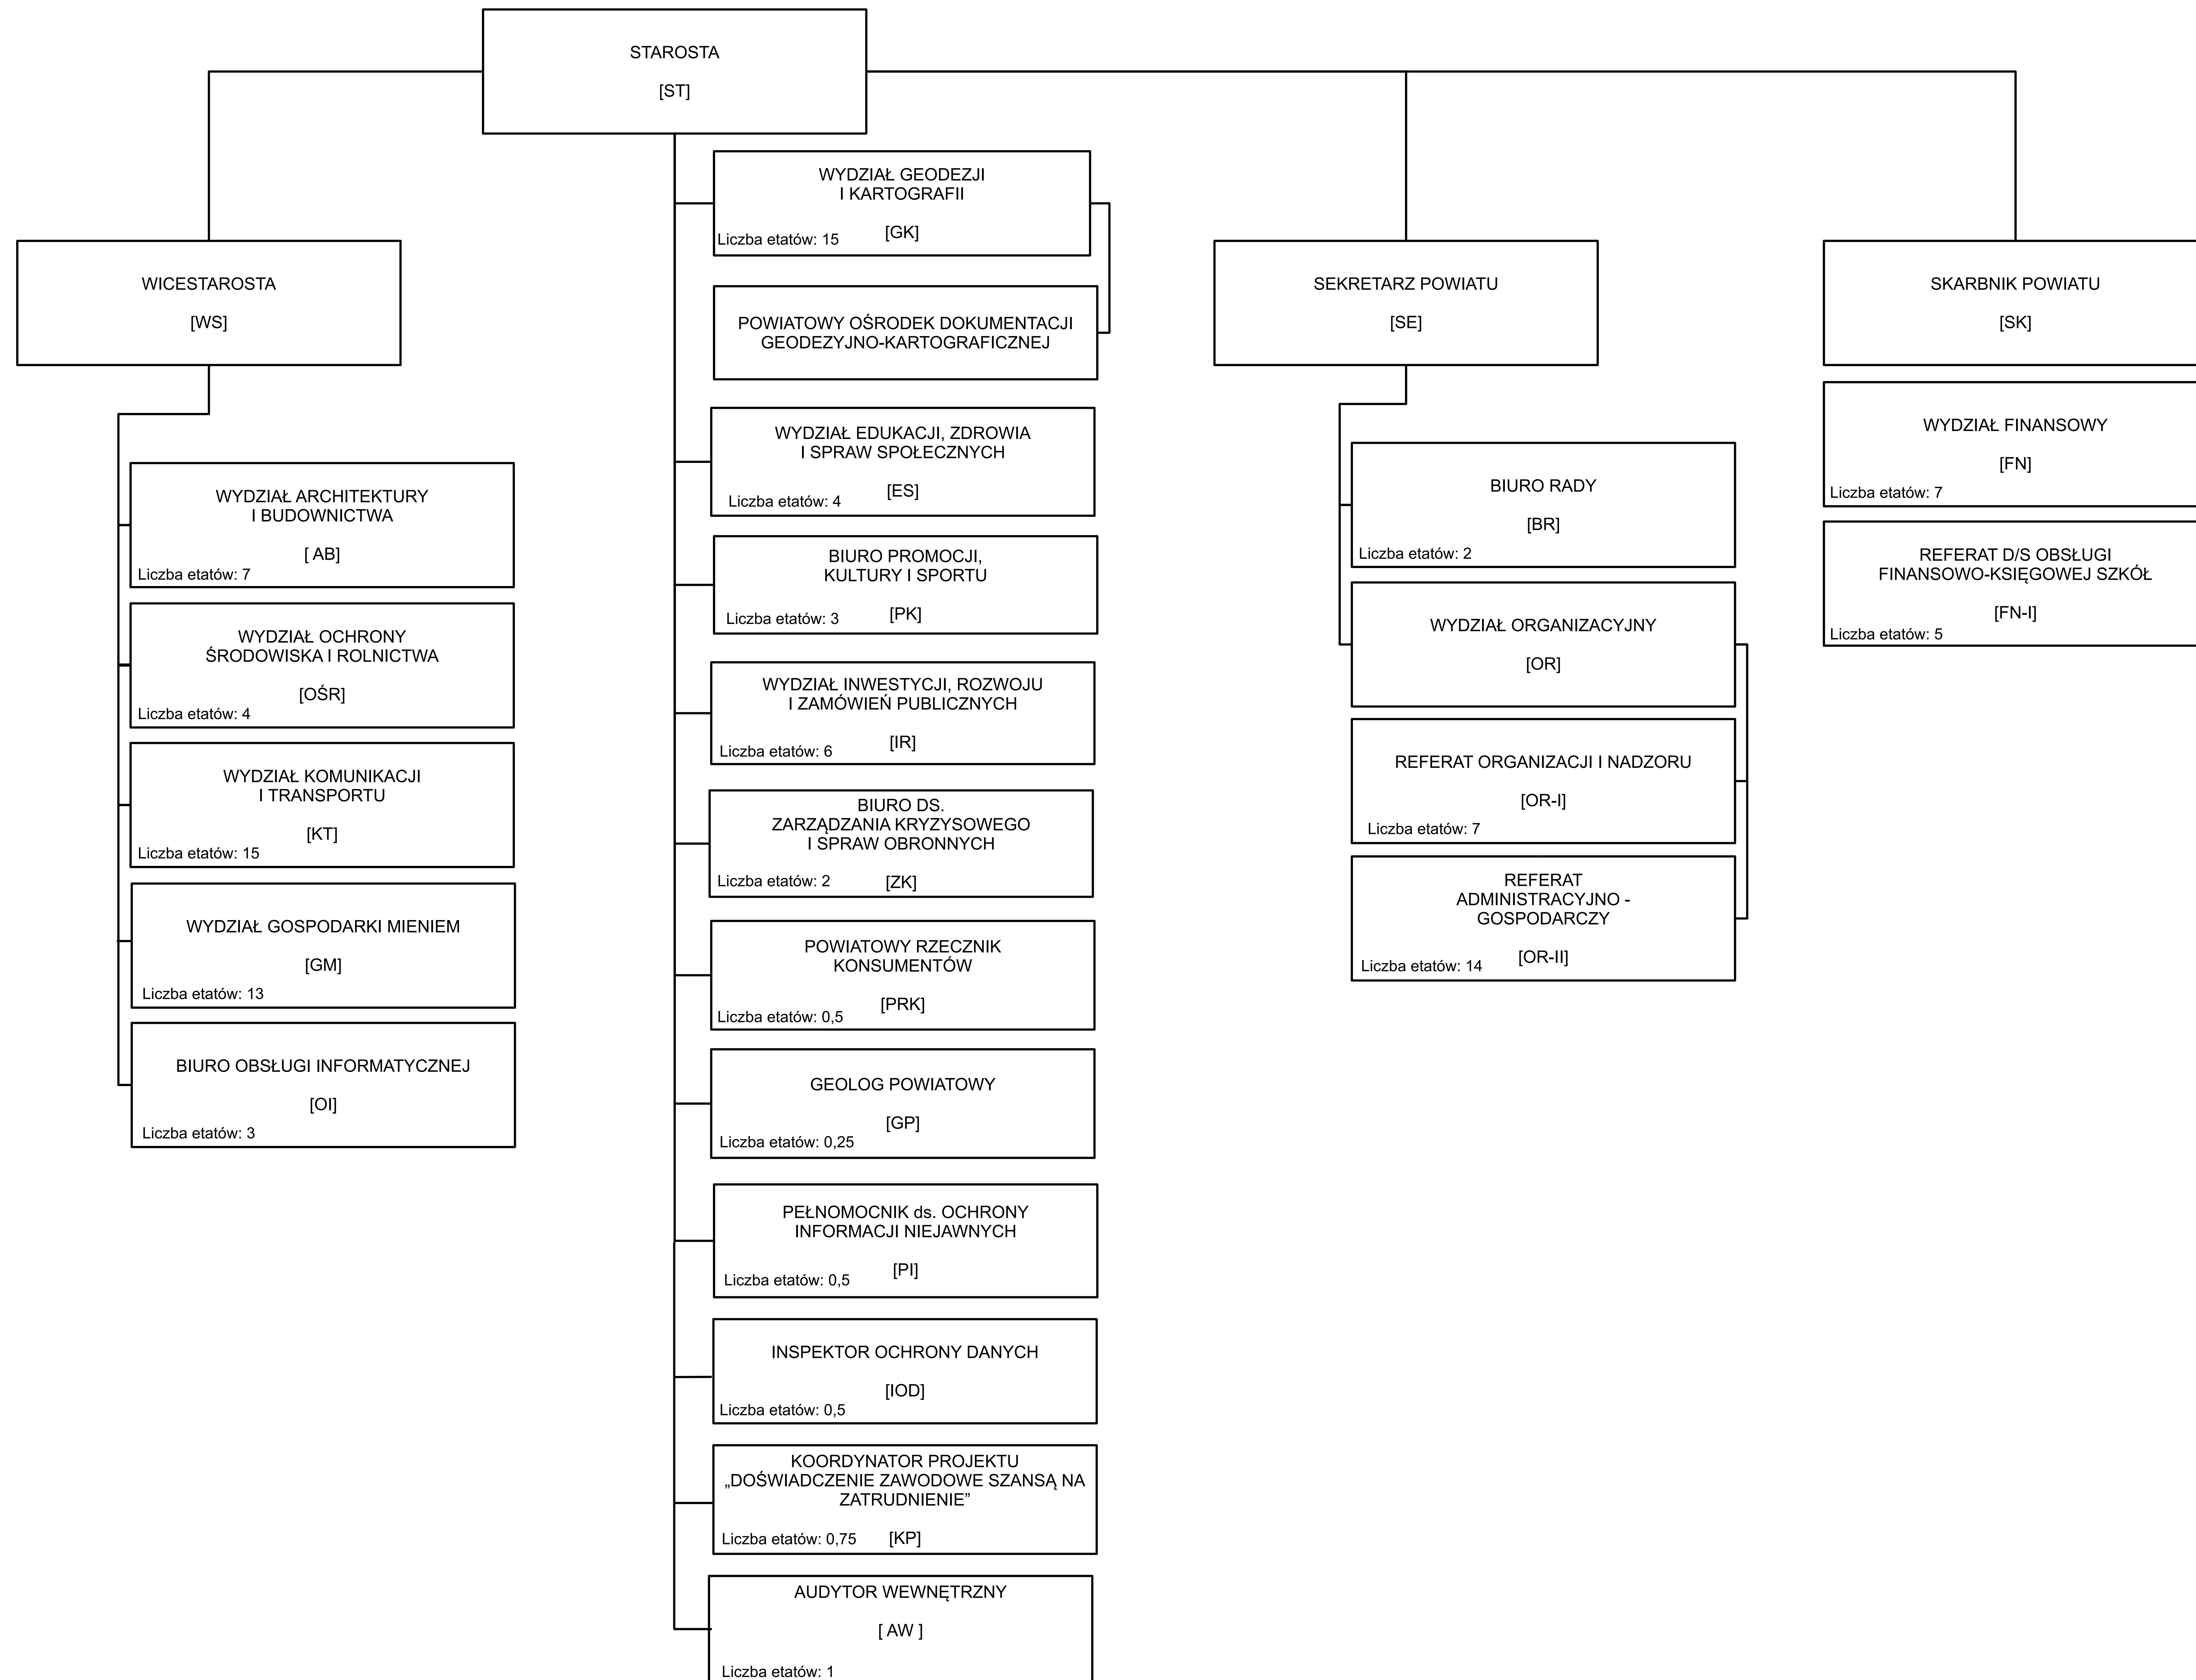 STAROSTA
[ST]
WICESTAROSTA
[WS]
WYDZIAŁ ARCHITEKTURY
I BUDOWNICTWA
[ AB]
Liczba etatów: 7
WYDZIAŁ OCHRONY
ŚRODOWISKA I ROLNICTWA
[OŚR]
Liczba etatów: 4
WYDZIAŁ KOMUNIKACJI
I TRANSPORTU
[KT]
Liczba etatów: 15
WYDZIAŁ GOSPODARKI MIENIEM
[GM]
Liczba etatów: 13
BIURO OBSŁUGI INFORMATYCZNEJ
[OI]
Liczba etatów: 3
WYDZIAŁ GEODEZJI
I KARTOGRAFII
[GK]
Liczba etatów: 15
POWIATOWY OŚRODEK DOKUMENTACJI
GEODEZYJNO-KARTOGRAFICZNEJ
WYDZIAŁ EDUKACJI, ZDROWIA
I SPRAW SPOŁECZNYCH
[ES]
Liczba etatów: 4
BIURO PROMOCJI,
KULTURY I SPORTU
[PK]
Liczba etatów: 3
WYDZIAŁ INWESTYCJI, ROZWOJU
I ZAMÓWIEŃ PUBLICZNYCH
[IR]
Liczba etatów: 6
BIURO DS.
ZARZĄDZANIA KRYZYSOWEGO
I SPRAW OBRONNYCH
[ZK]
Liczba etatów: 2
POWIATOWY RZECZNIK
KONSUMENTÓW
[PRK]
Liczba etatów: 0,5
GEOLOG POWIATOWY
[GP]
Liczba etatów: 0,25
PEŁNOMOCNIK ds. OCHRONY
INFORMACJI NIEJAWNYCH
[PI]
Liczba etatów: 0,5
INSPEKTOR OCHRONY DANYCH
[IOD]
Liczba etatów: 0,5
KOORDYNATOR PROJEKTU
„DOŚWIADCZENIE ZAWODOWE SZANSĄ NA
ZATRUDNIENIE”
[KP]
Liczba etatów: 0,75
AUDYTOR WEWNĘTRZNY
[ AW ]
Liczba etatów: 1
SEKRETARZ POWIATU
[SE]
BIURO RADY
[BR]
Liczba etatów: 2
WYDZIAŁ ORGANIZACYJNY
[OR]
REFERAT ORGANIZACJI I NADZORU
[OR-I]
Liczba etatów: 7
REFERAT
ADMINISTRACYJNO -
GOSPODARCZY
[OR-II]
Liczba etatów: 14
SKARBNIK POWIATU
[SK]
WYDZIAŁ FINANSOWY
[FN]
Liczba etatów: 7
REFERAT D/S OBSŁUGI
FINANSOWO-KSIĘGOWEJ SZKÓŁ
[FN-I]
Liczba etatów: 5